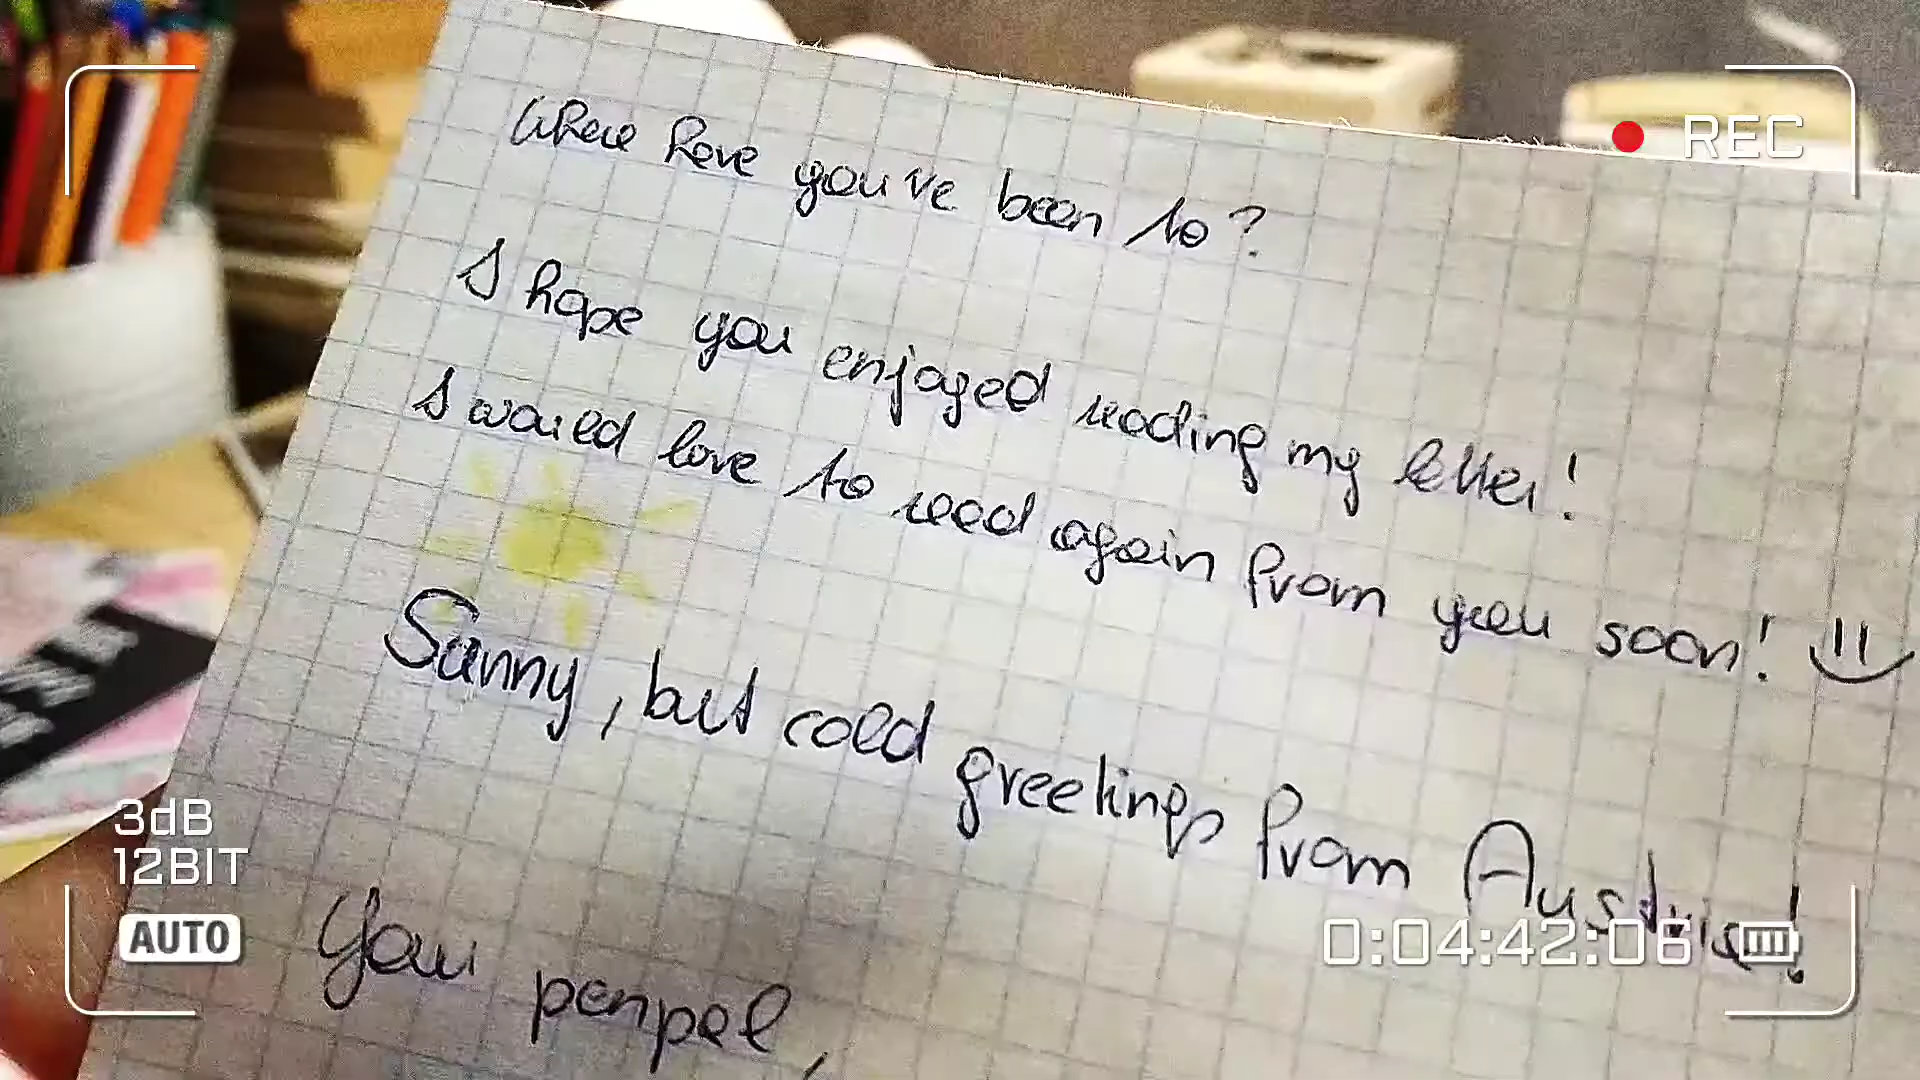 Where have you've been to?
I hope you enjoyed reading my letter!
I would love to read again from you soon! :)
Sunny, but cold greetings from Austria!
Your penpal,
REC
3dB
12BIT
AUTO
0:04:42:06